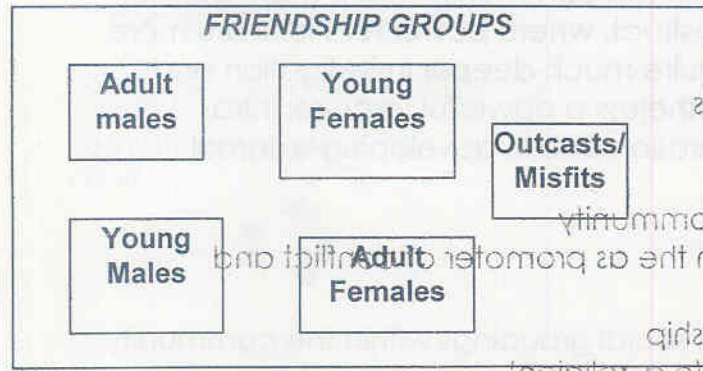 FRIENDSHIP GROUPS
Adult
males
Young
Females
Outcasts/
Misfits
Young
Males
Adult
Females